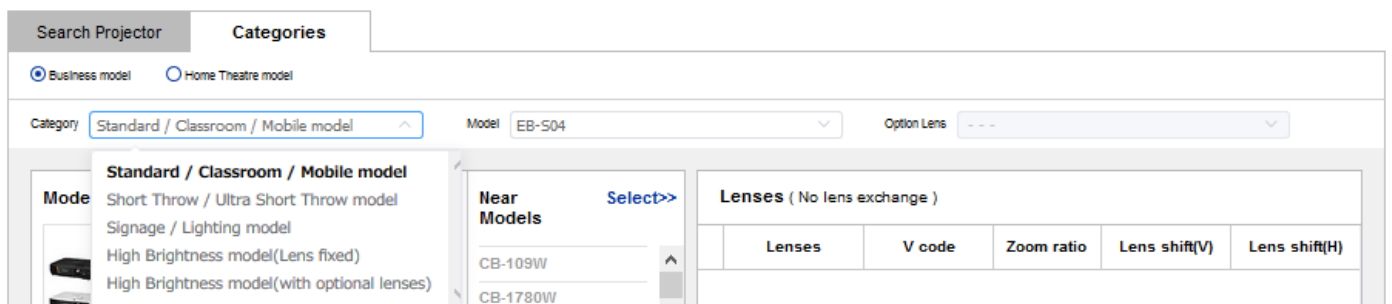 Search Projector
Categories
Business model
Home Theatre model
Category
Standard / Classroom / Mobile model
Model
EB-S04
Option Lens
- - -
Standard / Classroom / Mobile model
Short Throw / Ultra Short Throw model
Signage / Lighting model
High Brightness model(Lens fixed)
High Brightness model(with optional lenses)
Mode
Near
Models
Select>>
CB-109W
CB-1780W
Lenses ( No lens exchange )
Lenses
V code
Zoom ratio
Lens shift(V)
Lens shift(H)